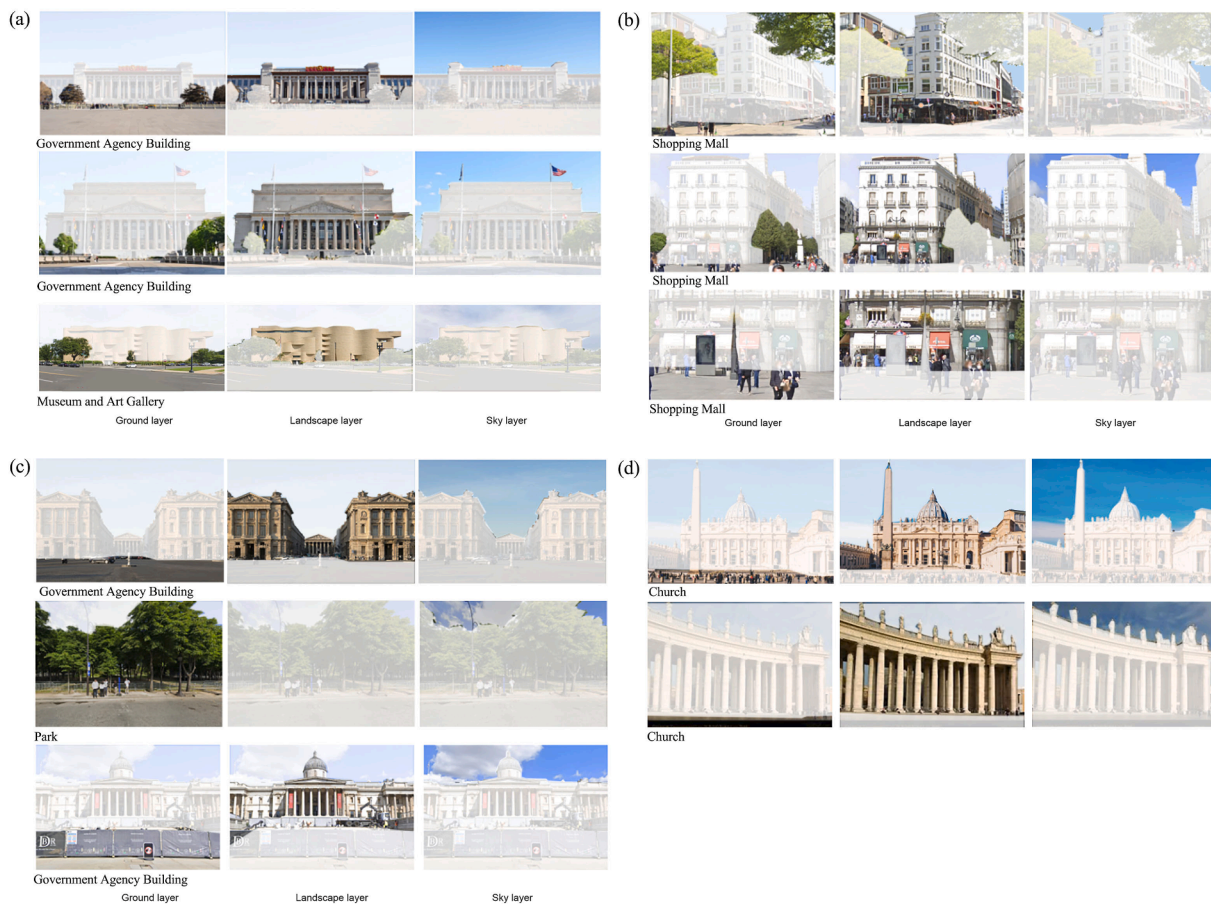 (a)
Government Agency Building
Government Agency Building
Museum and Art Gallery
Ground layer
Landscape layer
Sky layer
(b)
Shopping Mall
Shopping Mall
Shopping Mall
Ground layer
Landscape layer
Sky layer
(c)
Government Agency Building
Park
Government Agency Building
Ground layer
Landscape layer
Sky layer
(d)
Church
Church